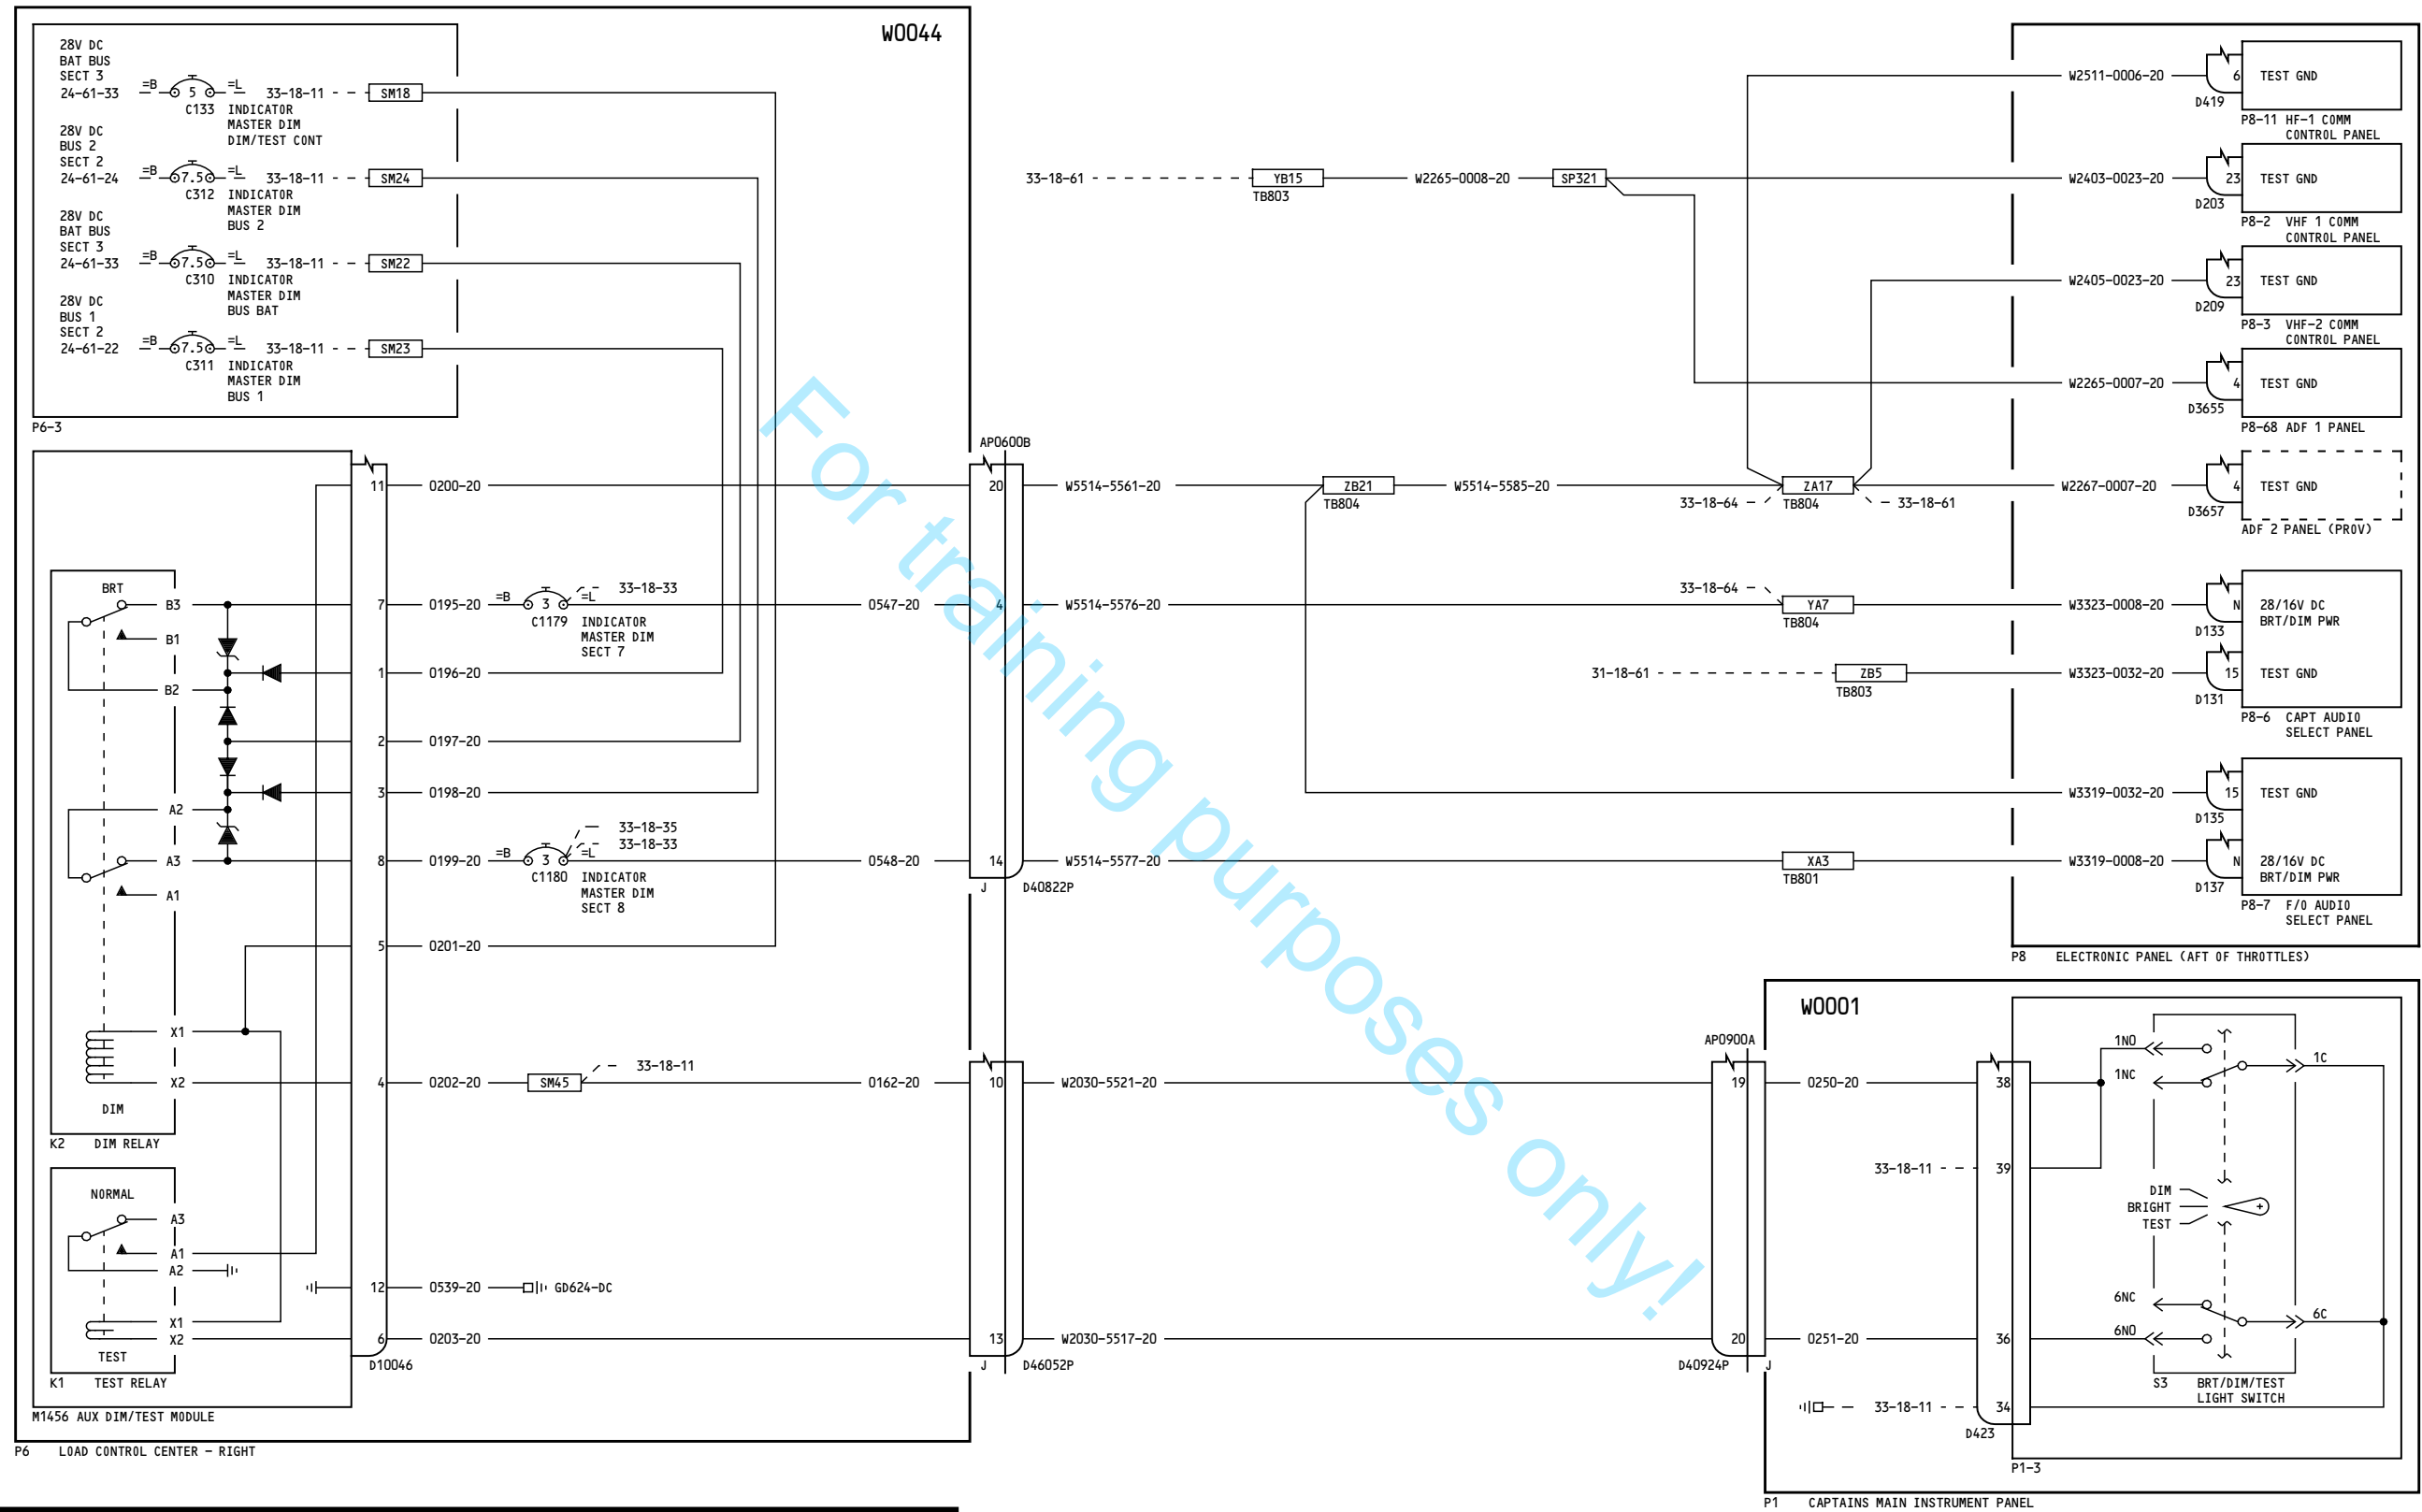 W0044
28V DC
BAT BUS
SECT 3
24-61-33 =B 5 =L 33-18-11 SM18
C133 INDICATOR
MASTER DIM
DIM/TEST CONT
28V DC
BUS 2
SECT 2
24-61-24 =B 7.5 =L 33-18-11 SM24
C312 INDICATOR
MASTER DIM
BUS 2
28V DC
BAT BUS
SECT 3
24-61-33 =B 7.5 =L 33-18-11 SM22
C310 INDICATOR
MASTER DIM
BUS BAT
28V DC
BUS 1
SECT 2
24-61-22 =B 7.5 =L 33-18-11 SM23
C311 INDICATOR
MASTER DIM
BUS 1
P6-3
AP0600B
11 0200-20 20 W5514-5561-20 ZB21 W5514-5585-20 ZA17 W2267-0007-20
TB804
33-18-64 TB804 33-18-61
BRT
B3
B1
B2
7 0195-20 =B 3 =L 33-18-33 0547-20 4 W5514-5576-20
C1179 INDICATOR
MASTER DIM
SECT 7
33-18-64 YA7 W3323-0008-20
TB804
1 0196-20
2 0197-20
3 0198-20
A2
A3
A1
33-18-35
33-18-33
8 0199-20 =B 3 =L 0548-20 14 W5514-5577-20 XA3 W3319-0008-20
C1180 INDICATOR
MASTER DIM
SECT 8
J D40822P
TB801
5 0201-20
X1
X2
DIM
K2 DIM RELAY
4 0202-20 SM45 33-18-11 0162-20 10 W2030-5521-20 19 0250-20 38
NORMAL
A3
A1
A2
12 0539-20 GD624-DC
X1
X2
TEST
K1 TEST RELAY
6 0203-20 13 W2030-5517-20 20 0251-20 36
D10046
J D46052P
D40924P J
M1456 AUX DIM/TEST MODULE
P6 LOAD CONTROL CENTER - RIGHT
33-18-61 YB15 W2265-0008-20 SP321 W2403-0023-20
TB803
31-18-61 ZB5 W3323-0032-20
TB803
W2511-0006-20 6 TEST GND
D419
P8-11 HF-1 COMM
CONTROL PANEL
23 TEST GND
D203
P8-2 VHF 1 COMM
CONTROL PANEL
W2405-0023-20 23 TEST GND
D209
P8-3 VHF-2 COMM
CONTROL PANEL
W2265-0007-20 4 TEST GND
D3655
P8-68 ADF 1 PANEL
4 TEST GND
D3657
ADF 2 PANEL (PROV)
N 28/16V DC
BRT/DIM PWR
D133
15 TEST GND
D131
P8-6 CAPT AUDIO
SELECT PANEL
W3319-0032-20 15 TEST GND
D135
N 28/16V DC
BRT/DIM PWR
D137
P8-7 F/O AUDIO
SELECT PANEL
P8 ELECTRONIC PANEL (AFT OF THROTTLES)
W0001
AP0900A
1NO
1NC
1C
33-18-11 39
DIM
BRIGHT
TEST
6NC
6NO
6C
33-18-11 34
D423
S3 BRT/DIM/TEST
LIGHT SWITCH
P1-3
P1 CAPTAINS MAIN INSTRUMENT PANEL
For training purposes only!